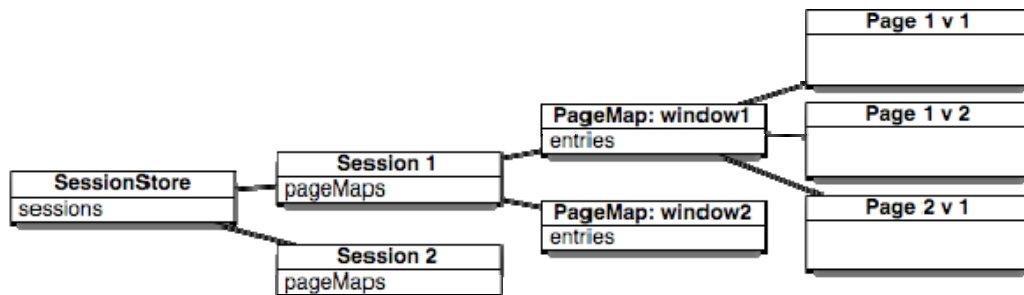 SessionStore
sessions
Session 1
pageMaps
Session 2
pageMaps
PageMap: window1
entries
PageMap: window2
entries
Page 1 v 1
Page 1 v 2
Page 2 v 1